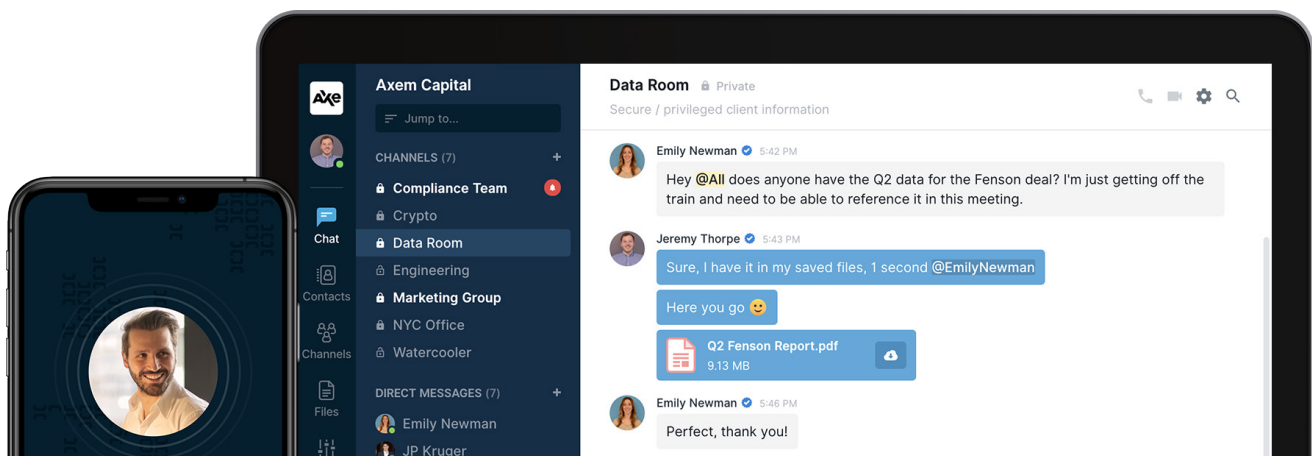 AXe
Axem Capital
Jump to...
CHANNELS (7)
+
Compliance Team
Crypto
Data Room
Engineering
Marketing Group
NYC Office
Watercooler
DIRECT MESSAGES (7)
+
Emily Newman
JP Kruger
Chat
Contacts
Channels
Files
Data Room
Private
Secure / privileged client information
Emily Newman 5:42 PM
Hey @All does anyone have the Q2 data for the Fenson deal? I'm just getting off the
train and need to be able to reference it in this meeting.
Jeremy Thorpe 5:43 PM
Sure, I have it in my saved files, 1 second @EmilyNewman
Here you go
Q2 Fenson Report.pdf
9.13 MB
Emily Newman 5:46 PM
Perfect, thank you!